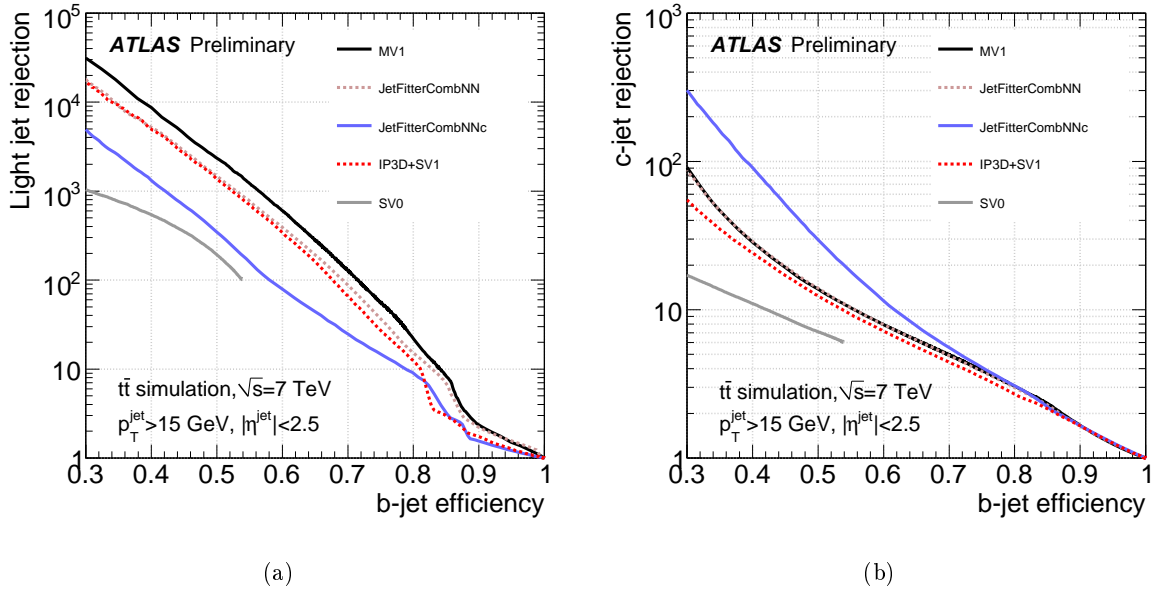 ATLAS Preliminary
MV1
JetFitterCombNN
JetFitterCombNNc
IP3D+SV1
SV0
Light jet rejection
10^5
10^4
10^3
10^2
10
1
tt̄ simulation,√s=7 TeV
p_T^jet>15 GeV, |η^jet|<2.5
0.3 0.4 0.5 0.6 0.7 0.8 0.9 1
b-jet efficiency
(a)
ATLAS Preliminary
MV1
JetFitterCombNN
JetFitterCombNNc
IP3D+SV1
SV0
c-jet rejection
10^3
10^2
10
1
tt̄ simulation,√s=7 TeV
p_T^jet>15 GeV, |η^jet|<2.5
0.3 0.4 0.5 0.6 0.7 0.8 0.9 1
b-jet efficiency
(b)